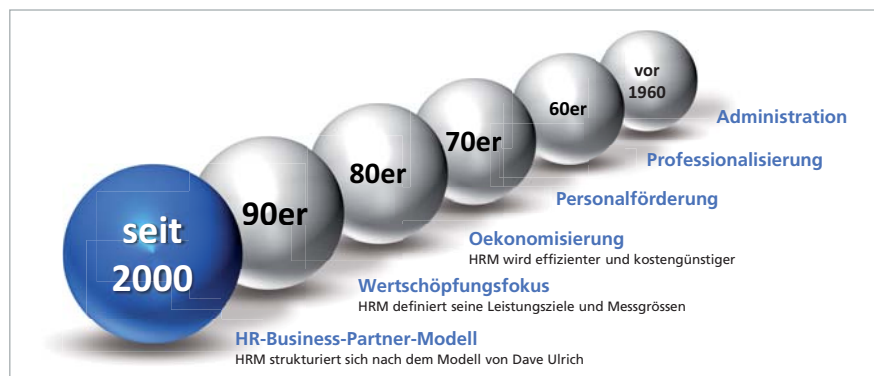 vor
1960
60er
70er
80er
90er
seit
2000
Administration
Professionalisierung
Personalförderung
Oekonomisierung
HRM wird effizienter und kostengünstiger
Wertschöpfungsfokus
HRM definiert seine Leistungsziele und Messgrössen
HR-Business-Partner-Modell
HRM strukturiert sich nach dem Modell von Dave Ulrich